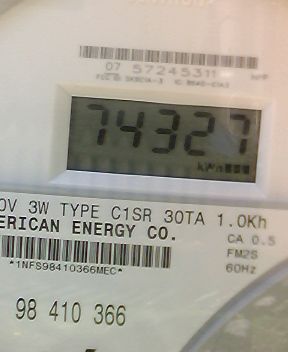 07 57245311
74327
kWh
0V 3W TYPE C1SR 30TA 1.0Kh
ERICAN ENERGY CO.
CA 0.5
*1NFS98410366MEC*
FM2S
60Hz
98 410 366